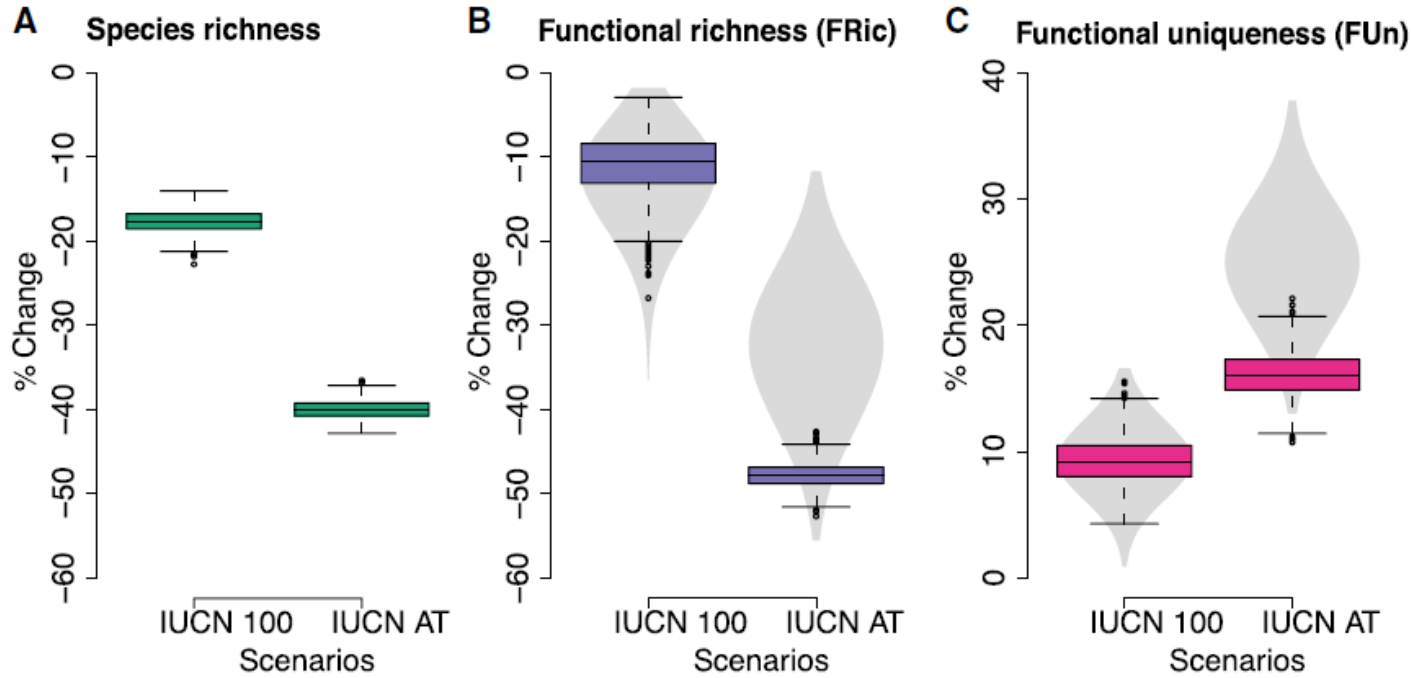 A
Species richness
B
Functional richness (FRic)
C
Functional uniqueness (FUn)
% Change
0
−10
−20
−30
−40
−50
−60
IUCN 100
IUCN AT
Scenarios
% Change
0
−10
−20
−30
−40
−50
−60
IUCN 100
IUCN AT
Scenarios
% Change
40
30
20
10
0
IUCN 100
IUCN AT
Scenarios